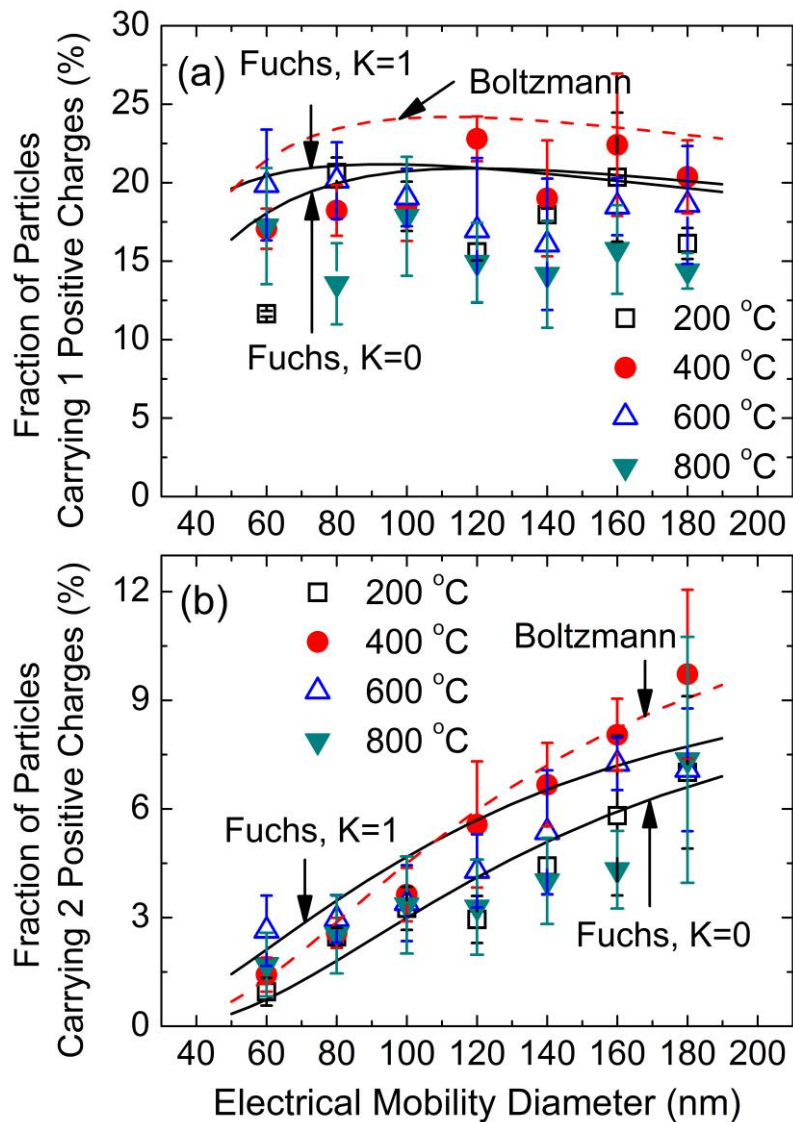 Fraction of Particles
Carrying 1 Positive Charges (%)
30
25
20
15
10
5
0
(a)
Fuchs, K=1
Boltzmann
Fuchs, K=0
200 °C
400 °C
600 °C
800 °C
40 60 80 100 120 140 160 180 200
Fraction of Particles
Carrying 2 Positive Charges (%)
12
9
6
3
0
(b)
200 °C
400 °C
600 °C
800 °C
Boltzmann
Fuchs, K=1
Fuchs, K=0
40 60 80 100 120 140 160 180 200
Electrical Mobility Diameter (nm)